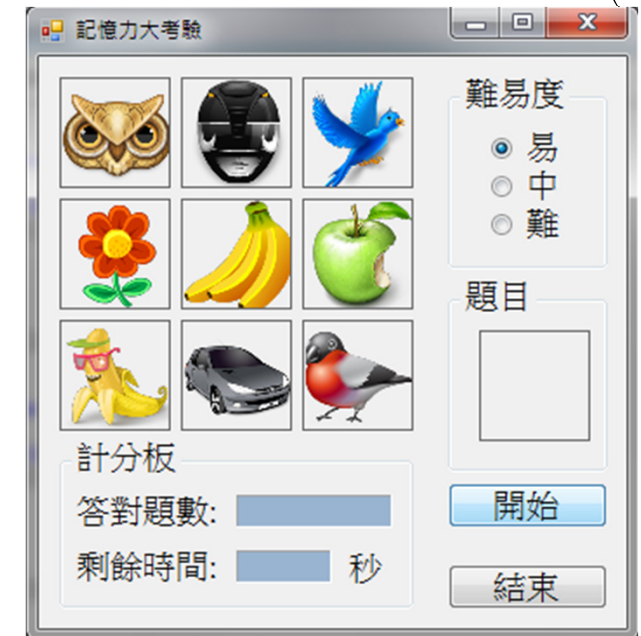 記憶力大考驗
難易度
易
中
難
題目
計分板
答對題數:
剩餘時間: 秒
開始
結束